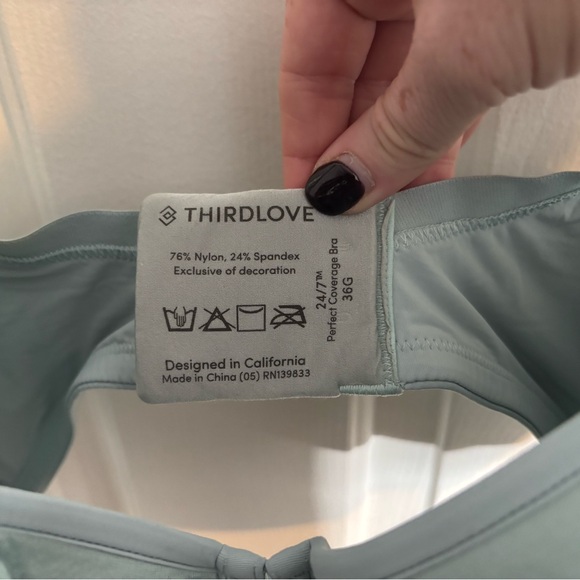 THIRDLOVE
76% Nylon, 24% Spandex
Exclusive of decoration
Designed in California
Made in China (05) RN139833
24/7™
Perfect Coverage Bra
36G